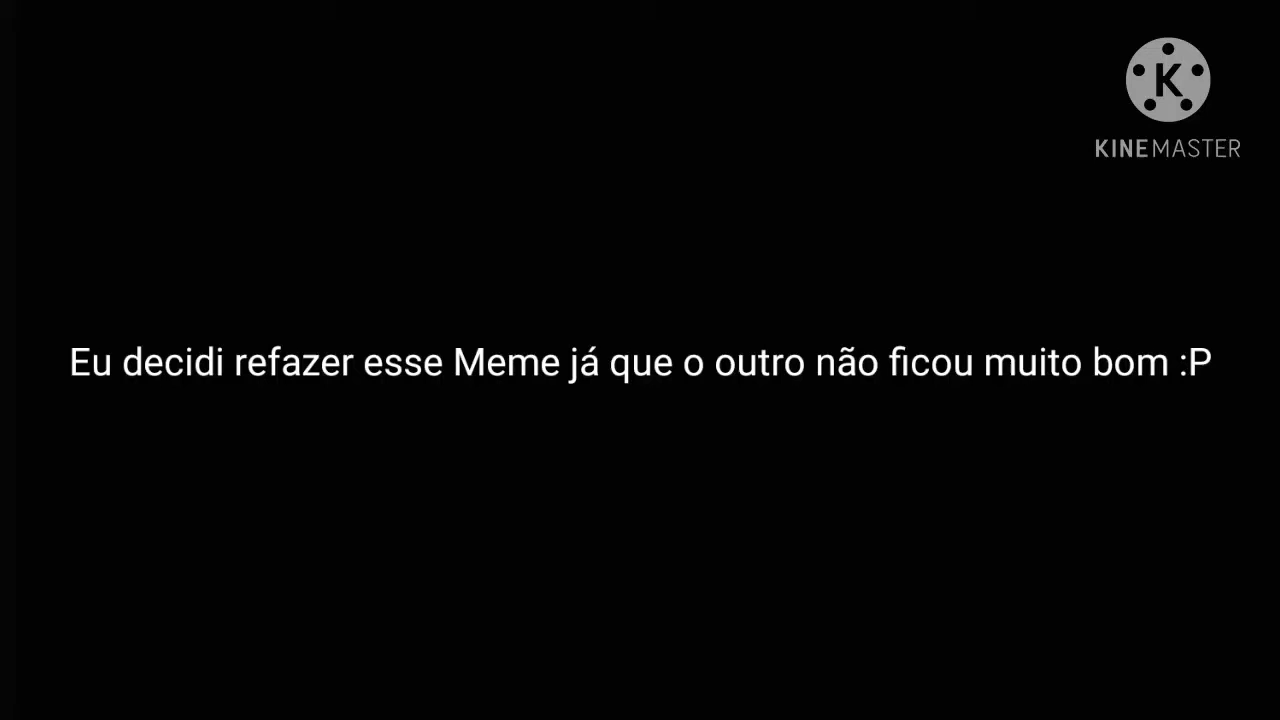 K
KINEMASTER
Eu decidi refazer esse Meme já que o outro não ficou muito bom :P